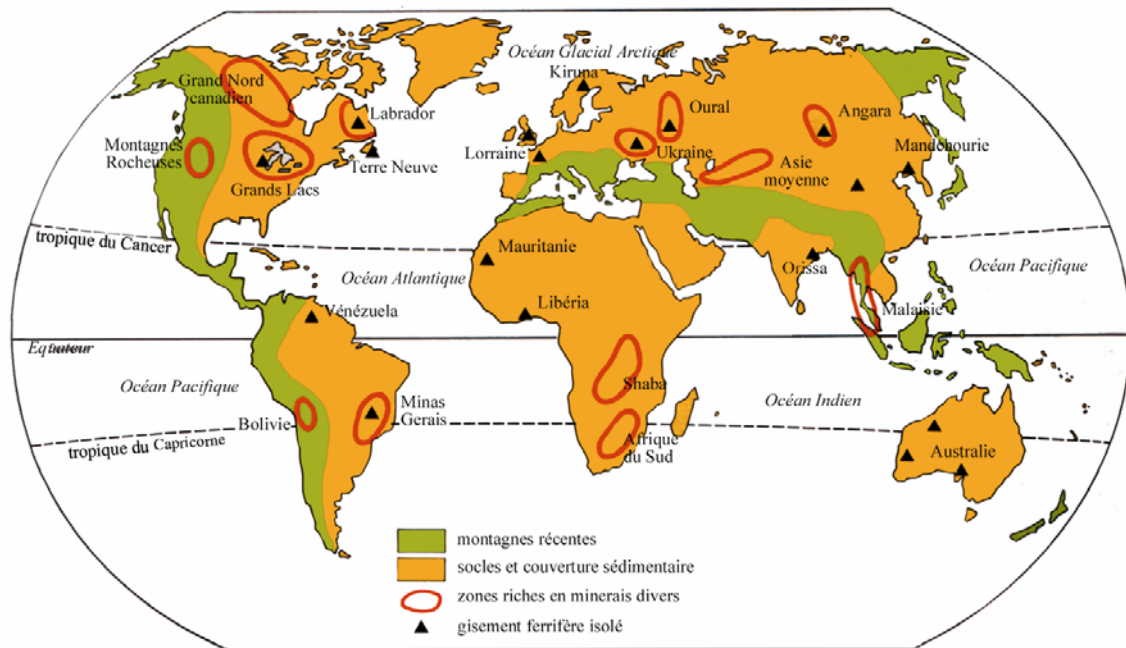 Océan Glacial Arctique
Kiruna
Grand Nord
canadien
Labrador
Oural
Angara
Montagnes
Rocheuses
Terre Neuve
Grands Lacs
Lorraine
Ukraine
Asie
moyenne
Mandchourie
tropique du Cancer
Mauritanie
Océan Atlantique
Orissa
Océan Pacifique
Vénézuela
Libéria
Malaisie
Equateur
Océan Pacifique
Shaba
Océan Indien
Bolivie
Minas
Gerais
tropique du Capricorne
Afrique
du Sud
Australie
montagnes récentes
socles et couverture sédimentaire
zones riches en minerais divers
gisement ferrifère isolé